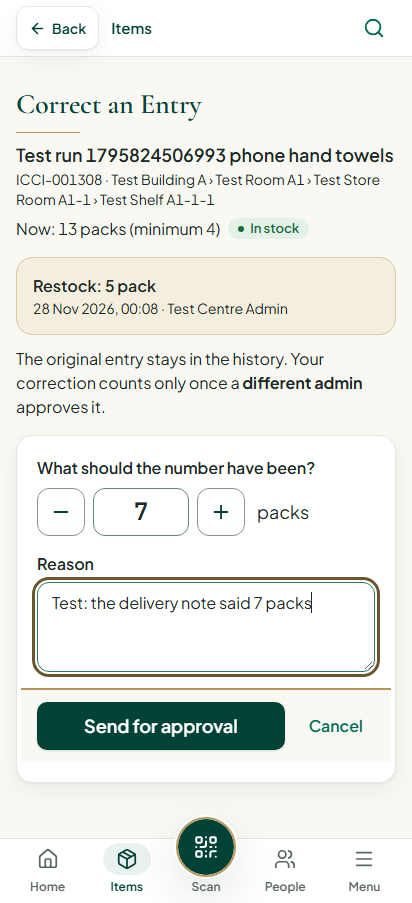 Back
Items
Correct an Entry
Test run 1795824506993 phone hand towels
ICCI-001308 · Test Building A › Test Room A1 › Test Store
Room A1-1 › Test Shelf A1-1-1
Now: 13 packs (minimum 4)
In stock
Restock: 5 pack
28 Nov 2026, 00:08 · Test Centre Admin
The original entry stays in the history. Your
correction counts only once a different admin
approves it.
What should the number have been?
− 7 + packs
Reason
Test: the delivery note said 7 packs
Send for approval
Cancel
Home
Items
Scan
People
Menu